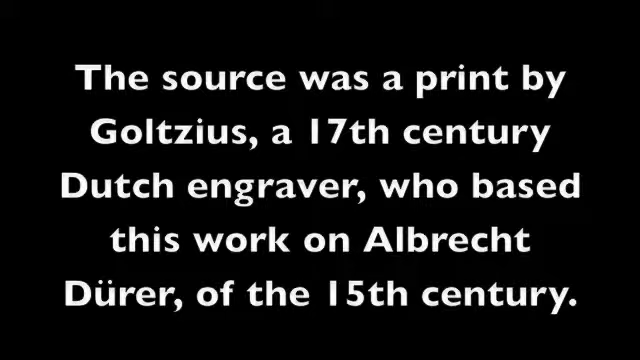 The source was a print by
Goltzius, a 17th century
Dutch engraver, who based
this work on Albrecht
Dürer, of the 15th century.